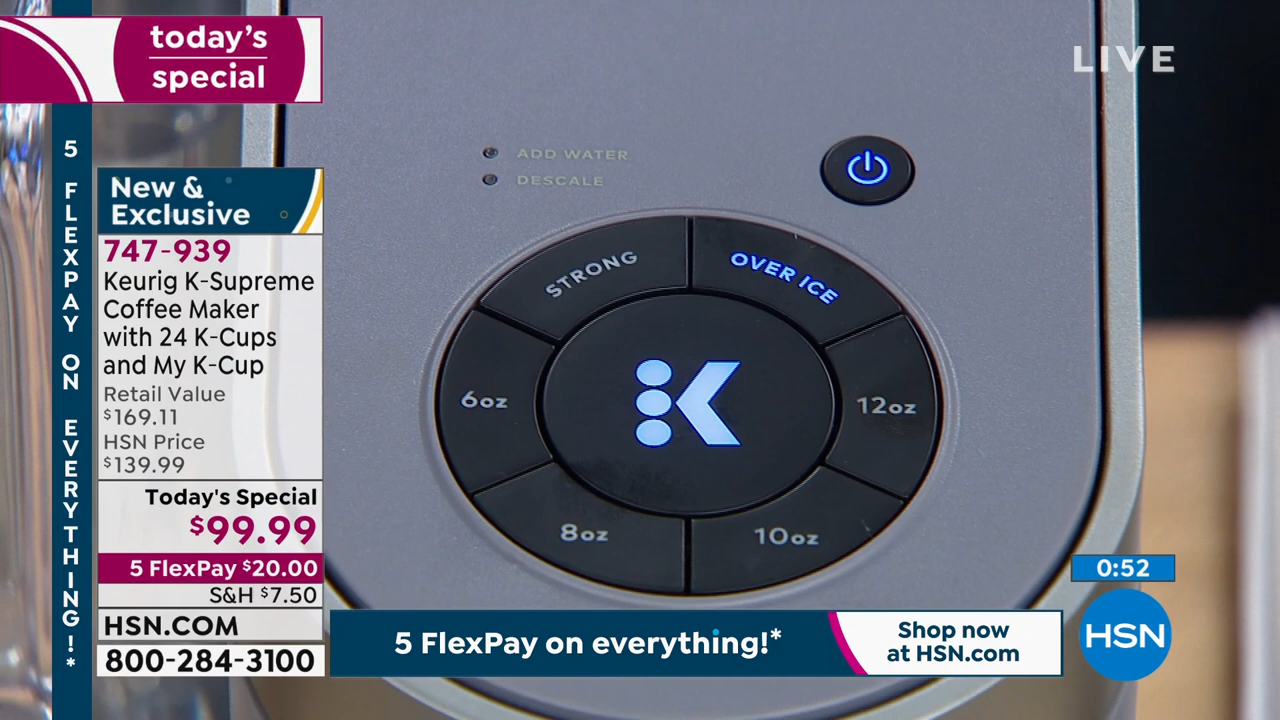 today's
special
LIVE
5 FLEXPAY ON EVERYTHING!*
New &
Exclusive
747-939
Keurig K-Supreme
Coffee Maker
with 24 K-Cups
and My K-Cup
Retail Value
$169.11
HSN Price
$139.99
Today's Special
$99.99
5 FlexPay $20.00
S&H $7.50
HSN.COM
800-284-3100
ADD WATER
DESCALE
STRONG
OVER ICE
6oz
K
12oz
8oz
10oz
0:52
5 FlexPay on everything!*
Shop now
at HSN.com
HSN